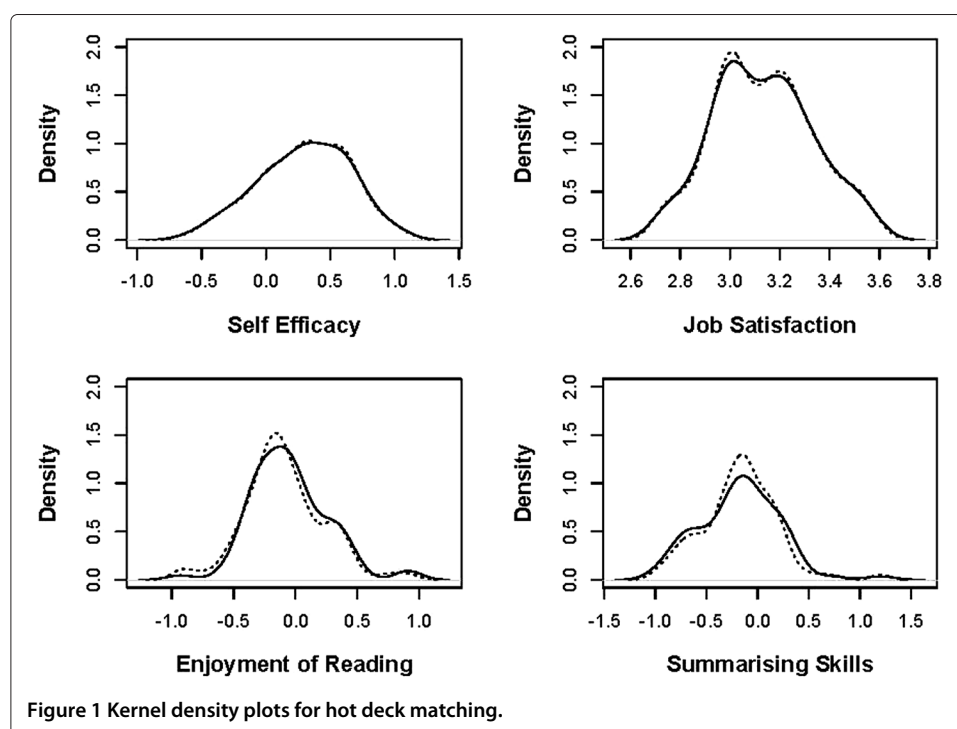 Density
2.0
1.5
1.0
0.5
0.0
-1.0 -0.5 0.0 0.5 1.0 1.5
Self Efficacy
Density
2.0
1.5
1.0
0.5
0.0
2.6 2.8 3.0 3.2 3.4 3.6 3.8
Job Satisfaction
Density
2.0
1.5
1.0
0.5
0.0
-1.0 -0.5 0.0 0.5 1.0
Enjoyment of Reading
Density
2.0
1.5
1.0
0.5
0.0
-1.5 -1.0 -0.5 0.0 0.5 1.0 1.5
Summarising Skills
Figure 1 Kernel density plots for hot deck matching.